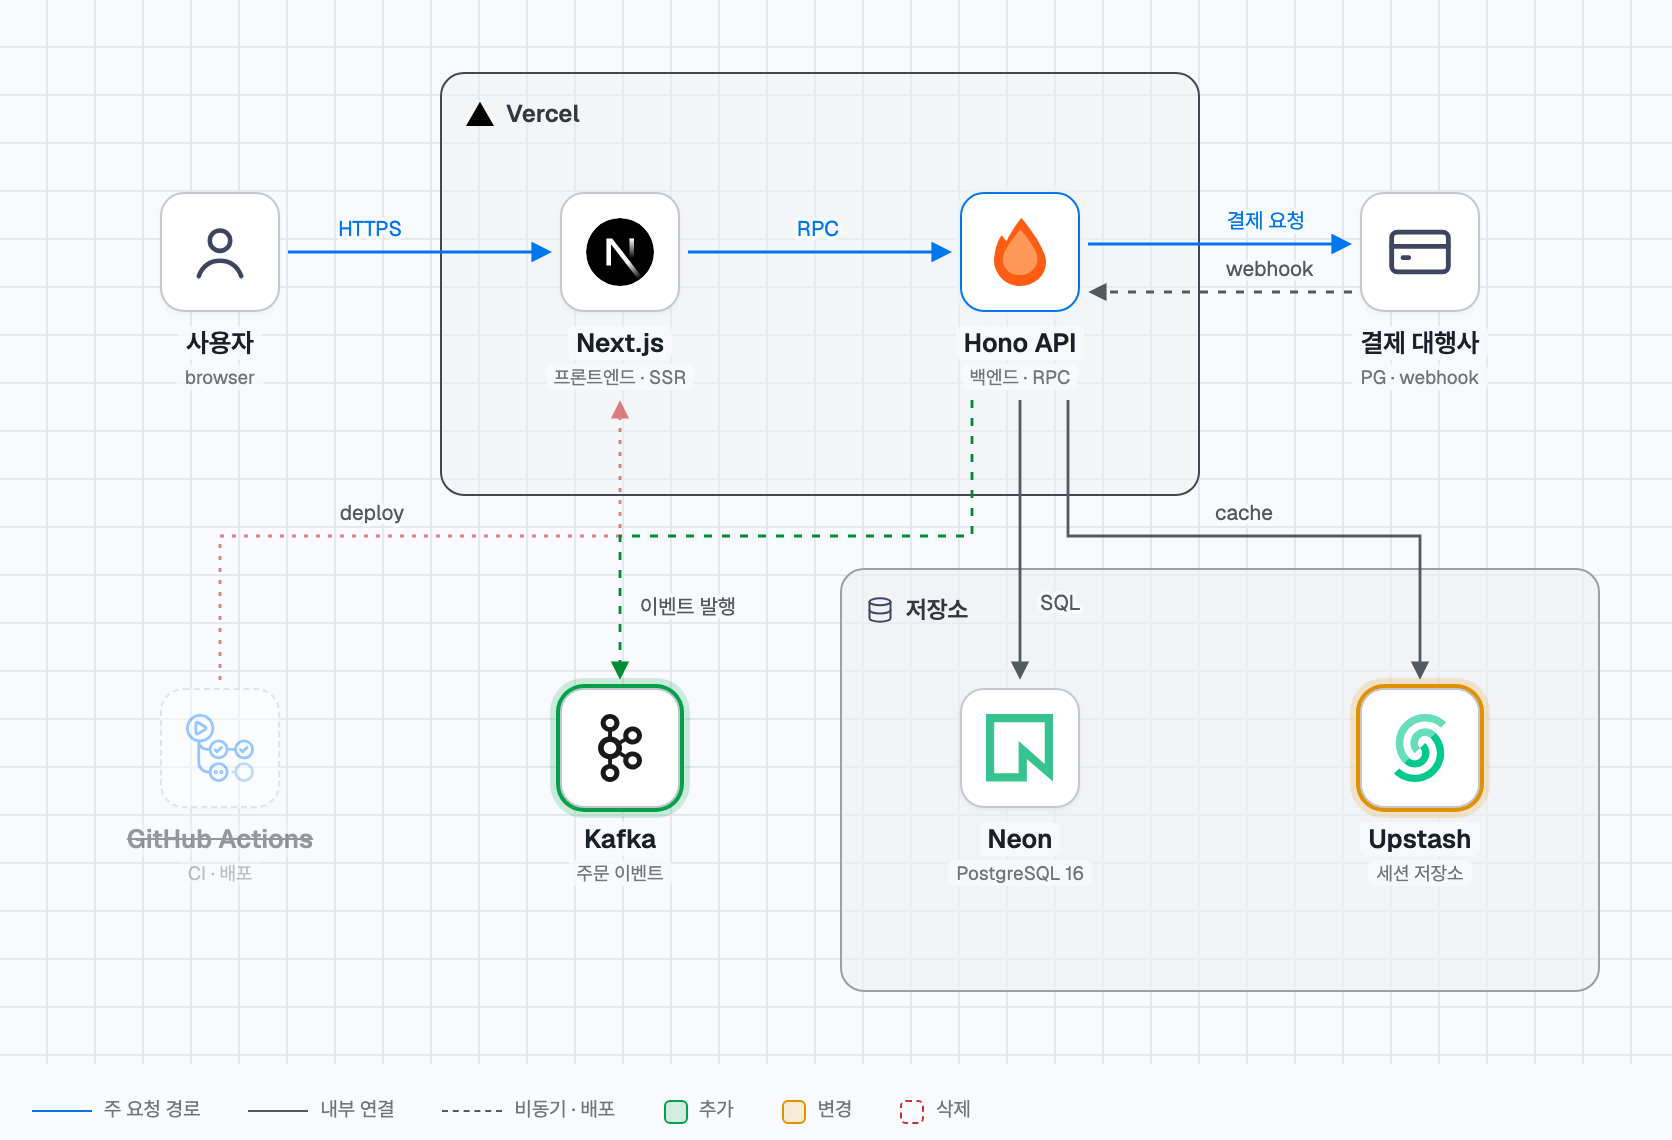 Vercel
HTTPS
RPC
결제 요청
webhook
사용자
browser
Next.js
프론트엔드 · SSR
Hono API
백엔드 · RPC
결제 대행사
PG · webhook
deploy
cache
이벤트 발행
저장소
SQL
GitHub Actions
CI · 배포
Kafka
주문 이벤트
Neon
PostgreSQL 16
Upstash
세션 저장소
주 요청 경로
내부 연결
비동기 · 배포
추가
변경
삭제